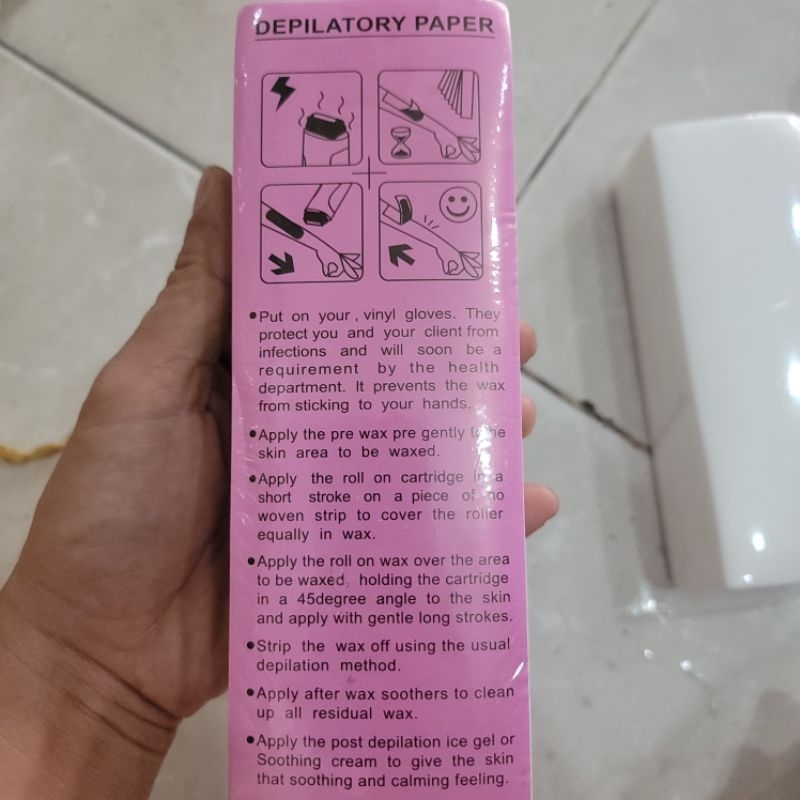 DEPILATORY PAPER
•Put on your , vinyl gloves. They
protect you and your client from
infections and will soon be a
requirement by the health
department. It prevents the wax
from sticking to your hands.
•Apply the pre wax pre gently to he
skin area to be waxed.
•Apply the roll on cartridge in a
short stroke on a piece of no
woven strip to cover the roller
equally in wax.
•Apply the roll on wax over the area
to be waxed, holding the cartridge
in a 45degree angle to the skin
and apply with gentle long strokes.
•Strip the wax off using the usual
depilation method.
•Apply after wax soothers to clean
up all residual wax.
•Apply the post depilation ice gel or
Soothing cream to give the skin
that soothing and calming feeling.